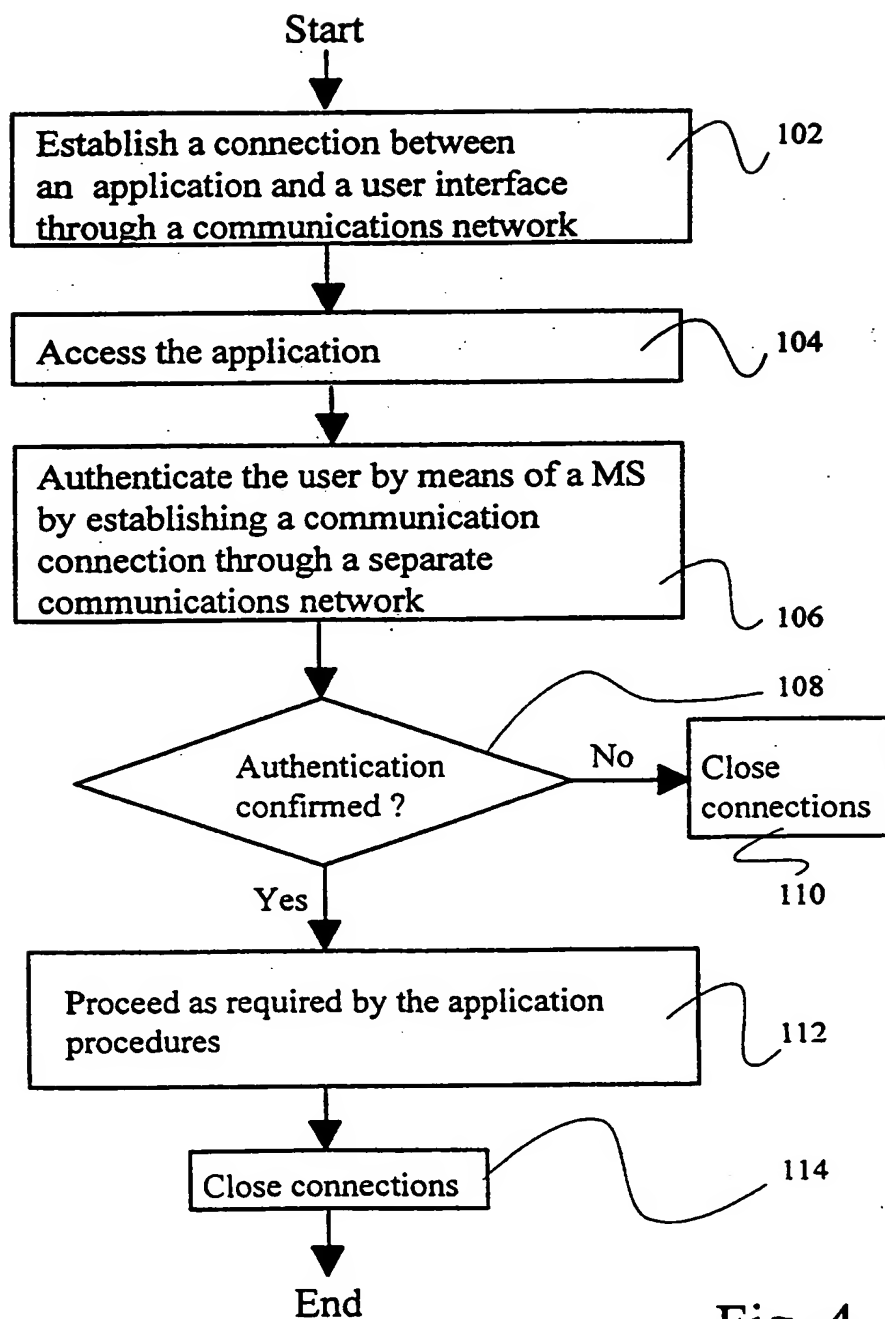 Start
Establish a connection between
an application and a user interface
through a communications network
102
Access the application
104
Authenticate the user by means of a MS
by establishing a communication
connection through a separate
communications network
106
108
Authentication
confirmed ?
No
Close
connections
110
Yes
Proceed as required by the application
procedures
112
Close connections
114
End
Fig. 4